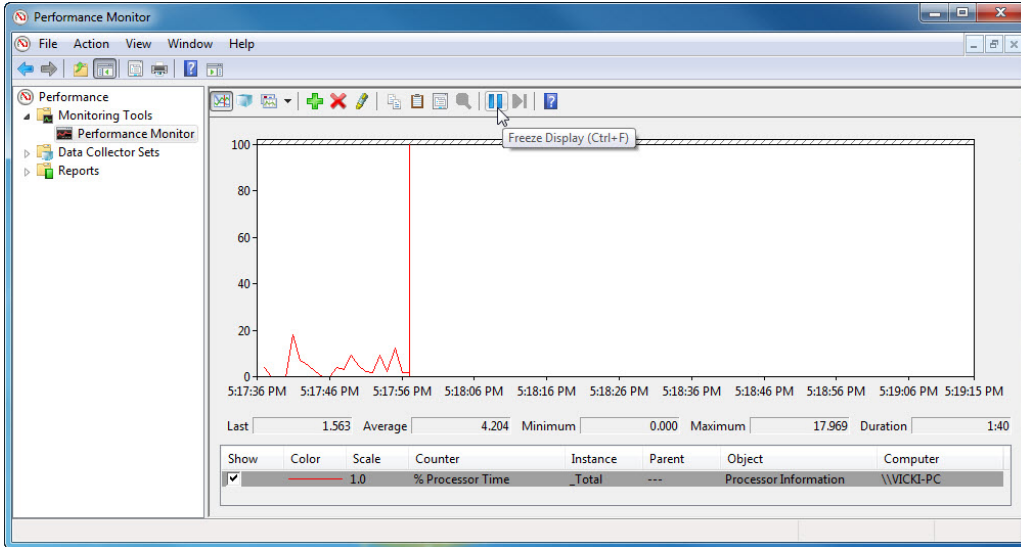 Performance Monitor
File Action View Window Help
Performance
Monitoring Tools
Performance Monitor
Data Collector Sets
Reports
Freeze Display (Ctrl+F)
100
80
60
40
20
0
5:17:36 PM 5:17:46 PM 5:17:56 PM 5:18:06 PM 5:18:16 PM 5:18:26 PM 5:18:36 PM 5:18:46 PM 5:18:56 PM 5:19:06 PM 5:19:15 PM
Last 1.563 Average 4.204 Minimum 0.000 Maximum 17.969 Duration 1:40
Show Color Scale Counter Instance Parent Object Computer
1.0 % Processor Time _Total --- Processor Information \\VICKI-PC